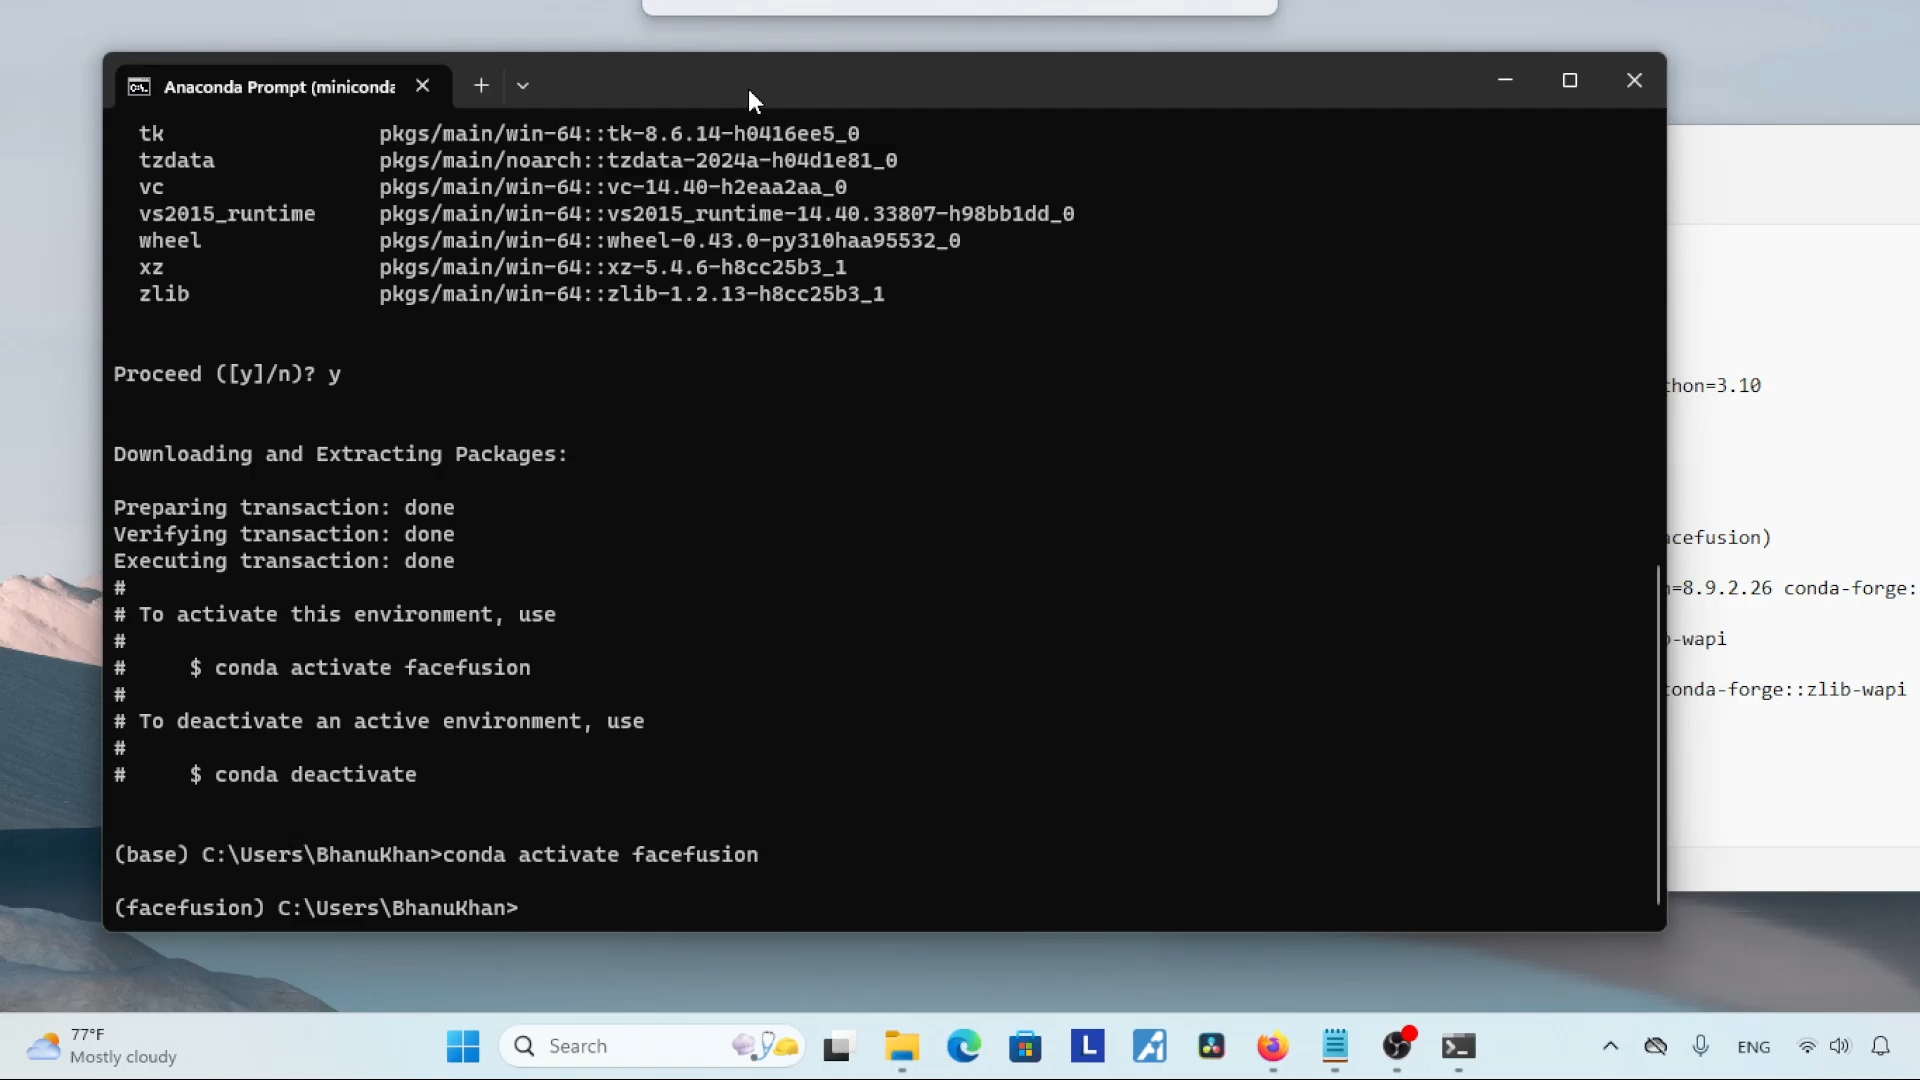 Anaconda Prompt (miniconda
tk pkgs/main/win-64::tk-8.6.14-h0416ee5_0
tzdata pkgs/main/noarch::tzdata-2024a-h04d1e81_0
vc pkgs/main/win-64::vc-14.40-h2eaa2aa_0
vs2015_runtime pkgs/main/win-64::vs2015_runtime-14.40.33807-h98bb1dd_0
wheel pkgs/main/win-64::wheel-0.43.0-py310haa95532_0
xz pkgs/main/win-64::xz-5.4.6-h8cc25b3_1
zlib pkgs/main/win-64::zlib-1.2.13-h8cc25b3_1
Proceed ([y]/n)? y
Downloading and Extracting Packages:
Preparing transaction: done
Verifying transaction: done
Executing transaction: done
#
# To activate this environment, use
#
# $ conda activate facefusion
#
# To deactivate an active environment, use
#
# $ conda deactivate
(base) C:\Users\BhanuKhan>conda activate facefusion
(facefusion) C:\Users\BhanuKhan>
thon=3.10
acefusion)
n=8.9.2.26 conda-forge:
b-wapi
conda-forge::zlib-wapi
77°F
Mostly cloudy
Search
L
ENG